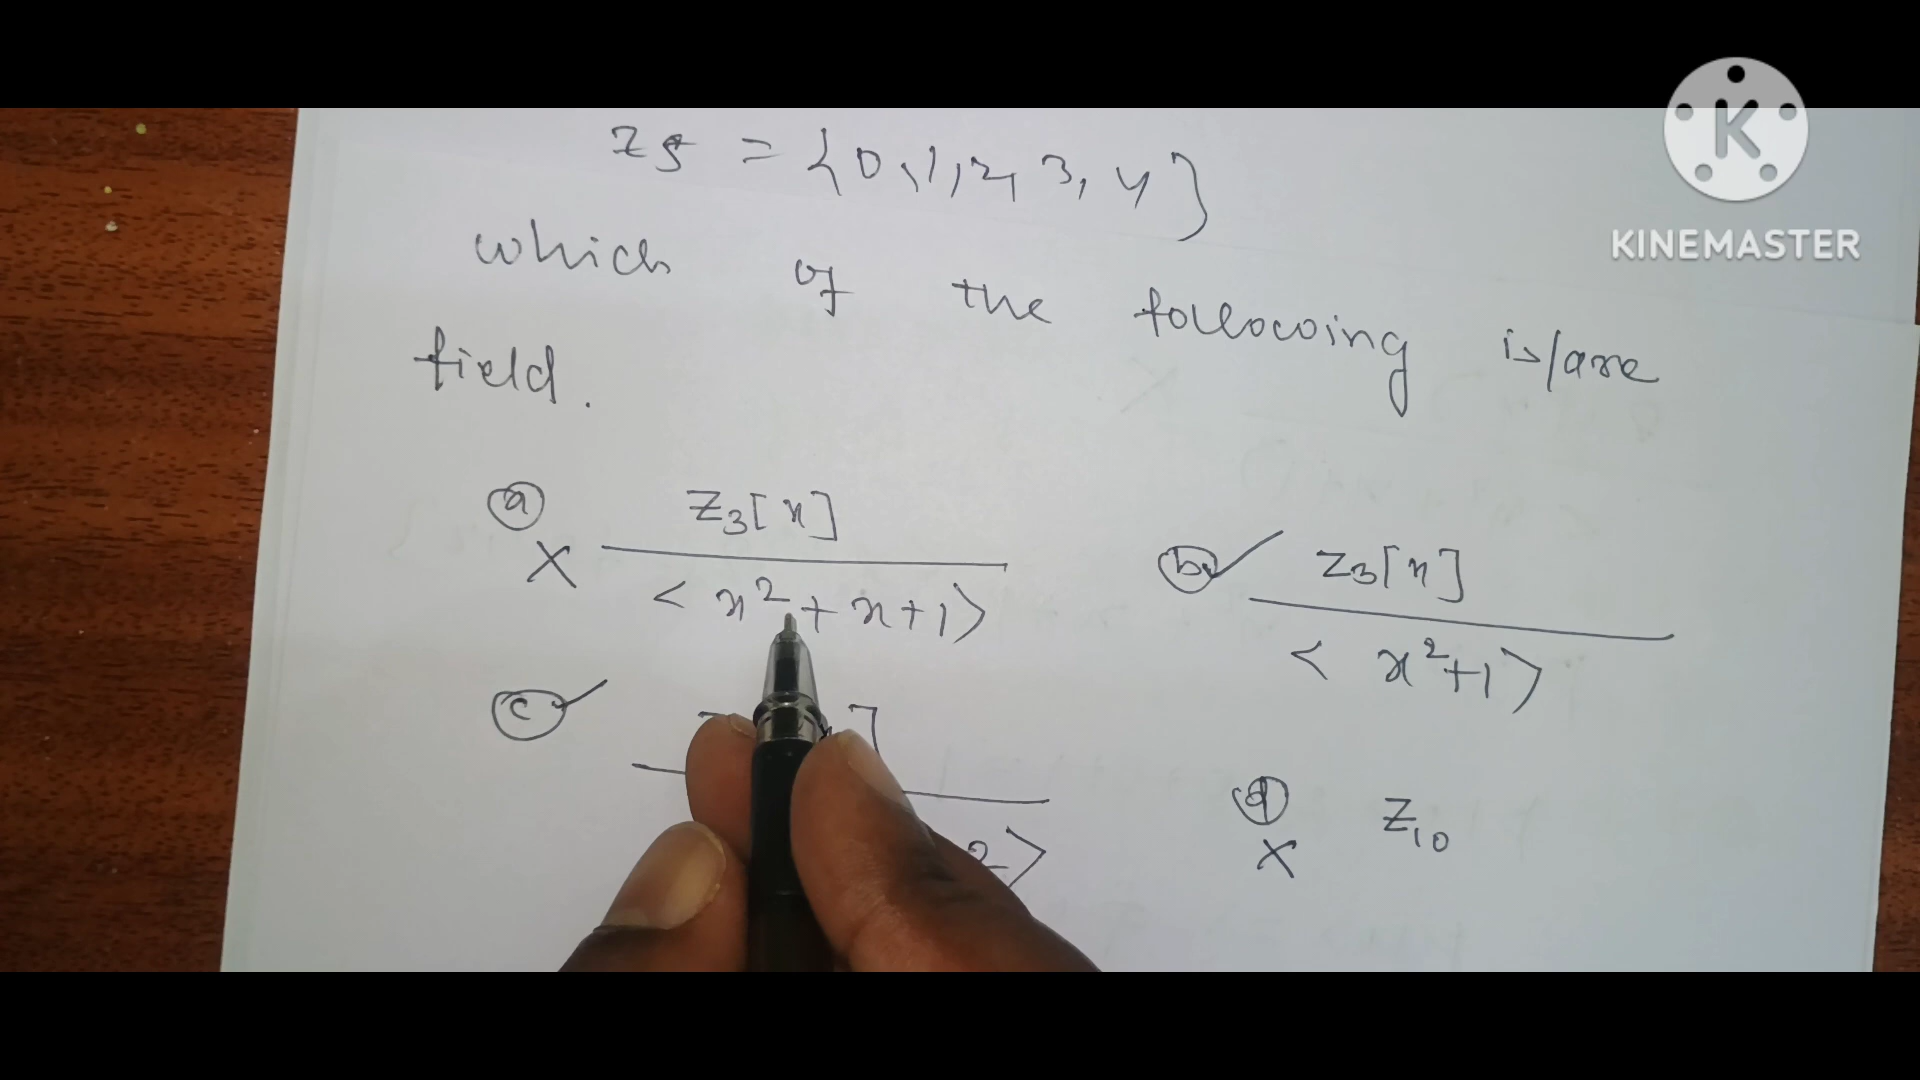 K
KINEMASTER
Z5 = {0,1,2,3,4}
which of the following is/are
field.
(a) Z3[x]
X < x²+x+1>
(b) ✓ Z3[x]
< x²+1>
(c) ✓ ]
2>
(d) Z10
X